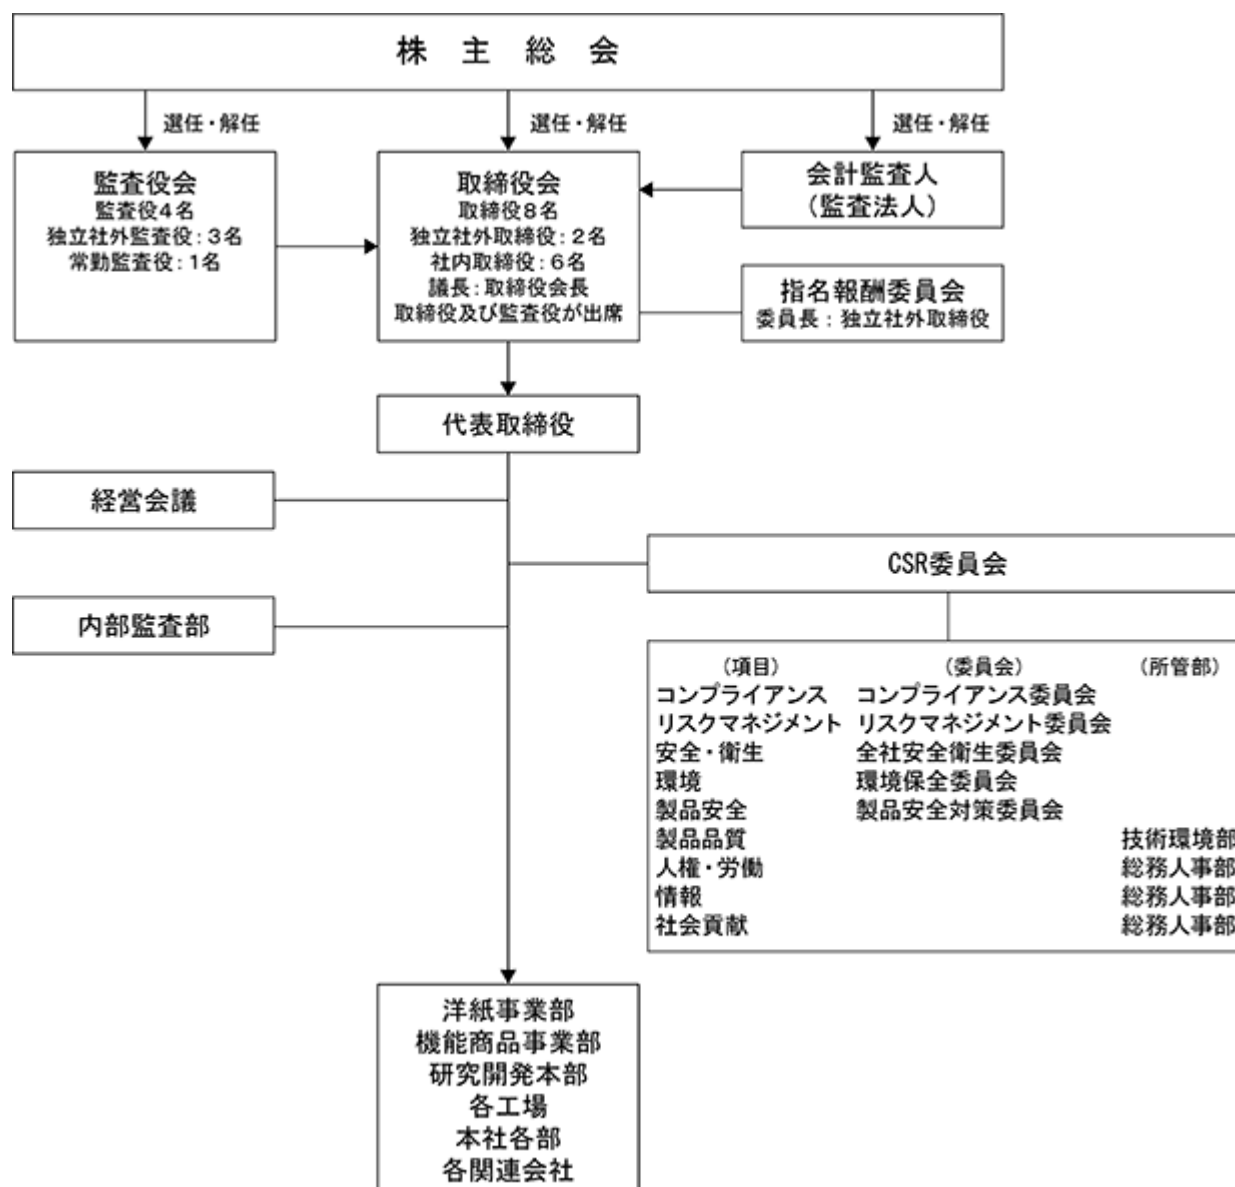 株主総会
選任・解任
選任・解任
選任・解任
監査役会
監査役4名
独立社外監査役：3名
常勤監査役：1名
取締役会
取締役8名
独立社外取締役：2名
社内取締役：6名
議長：取締役会長
取締役及び監査役が出席
会計監査人
（監査法人）
指名報酬委員会
委員長：独立社外取締役
代表取締役
経営会議
CSR委員会
内部監査部
（項目） （委員会） （所管部）
コンプライアンス コンプライアンス委員会
リスクマネジメント リスクマネジメント委員会
安全・衛生 全社安全衛生委員会
環境 環境保全委員会
製品安全 製品安全対策委員会
製品品質 技術環境部
人権・労働 総務人事部
情報 総務人事部
社会貢献 総務人事部
洋紙事業部
機能商品事業部
研究開発本部
各工場
本社各部
各関連会社